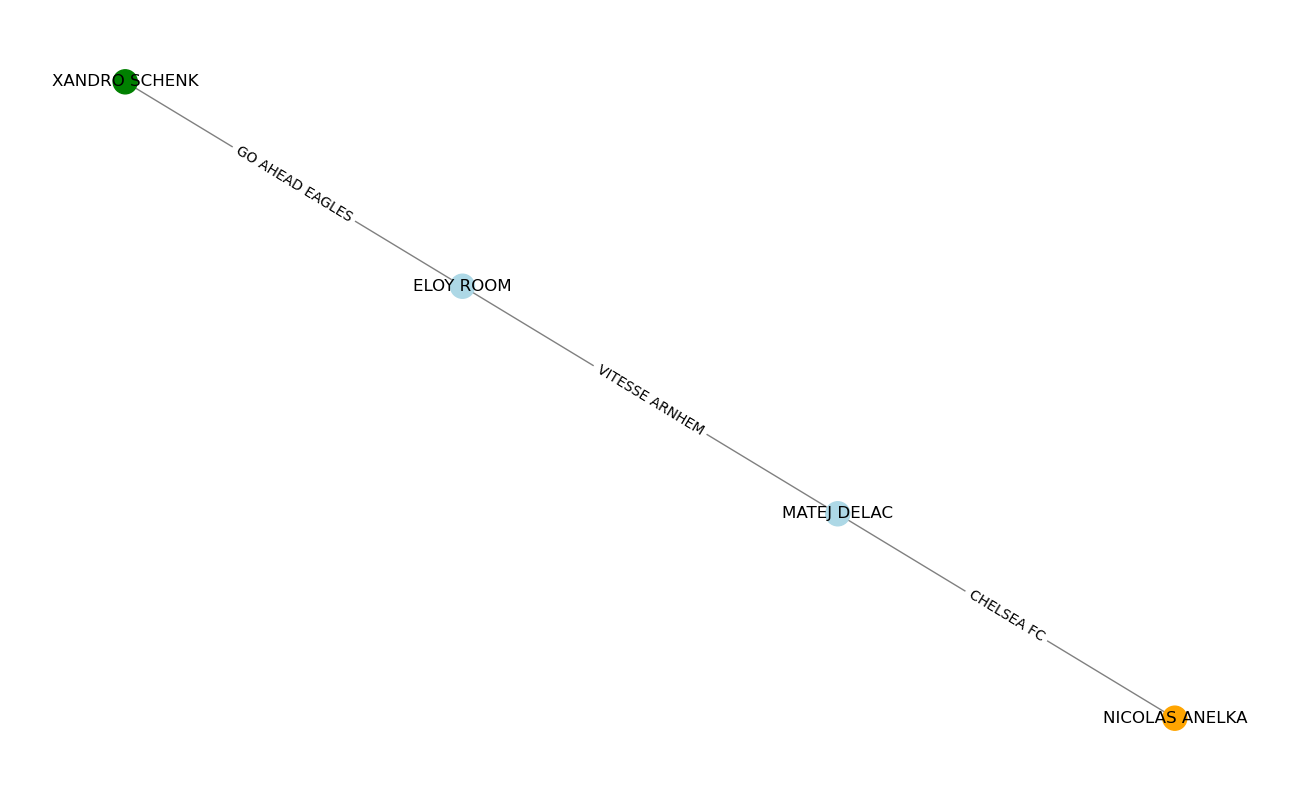 XANDRO SCHENK
GO AHEAD EAGLES
ELOY ROOM
VITESSE ARNHEM
MATEJ DELAC
CHELSEA FC
NICOLAS ANELKA